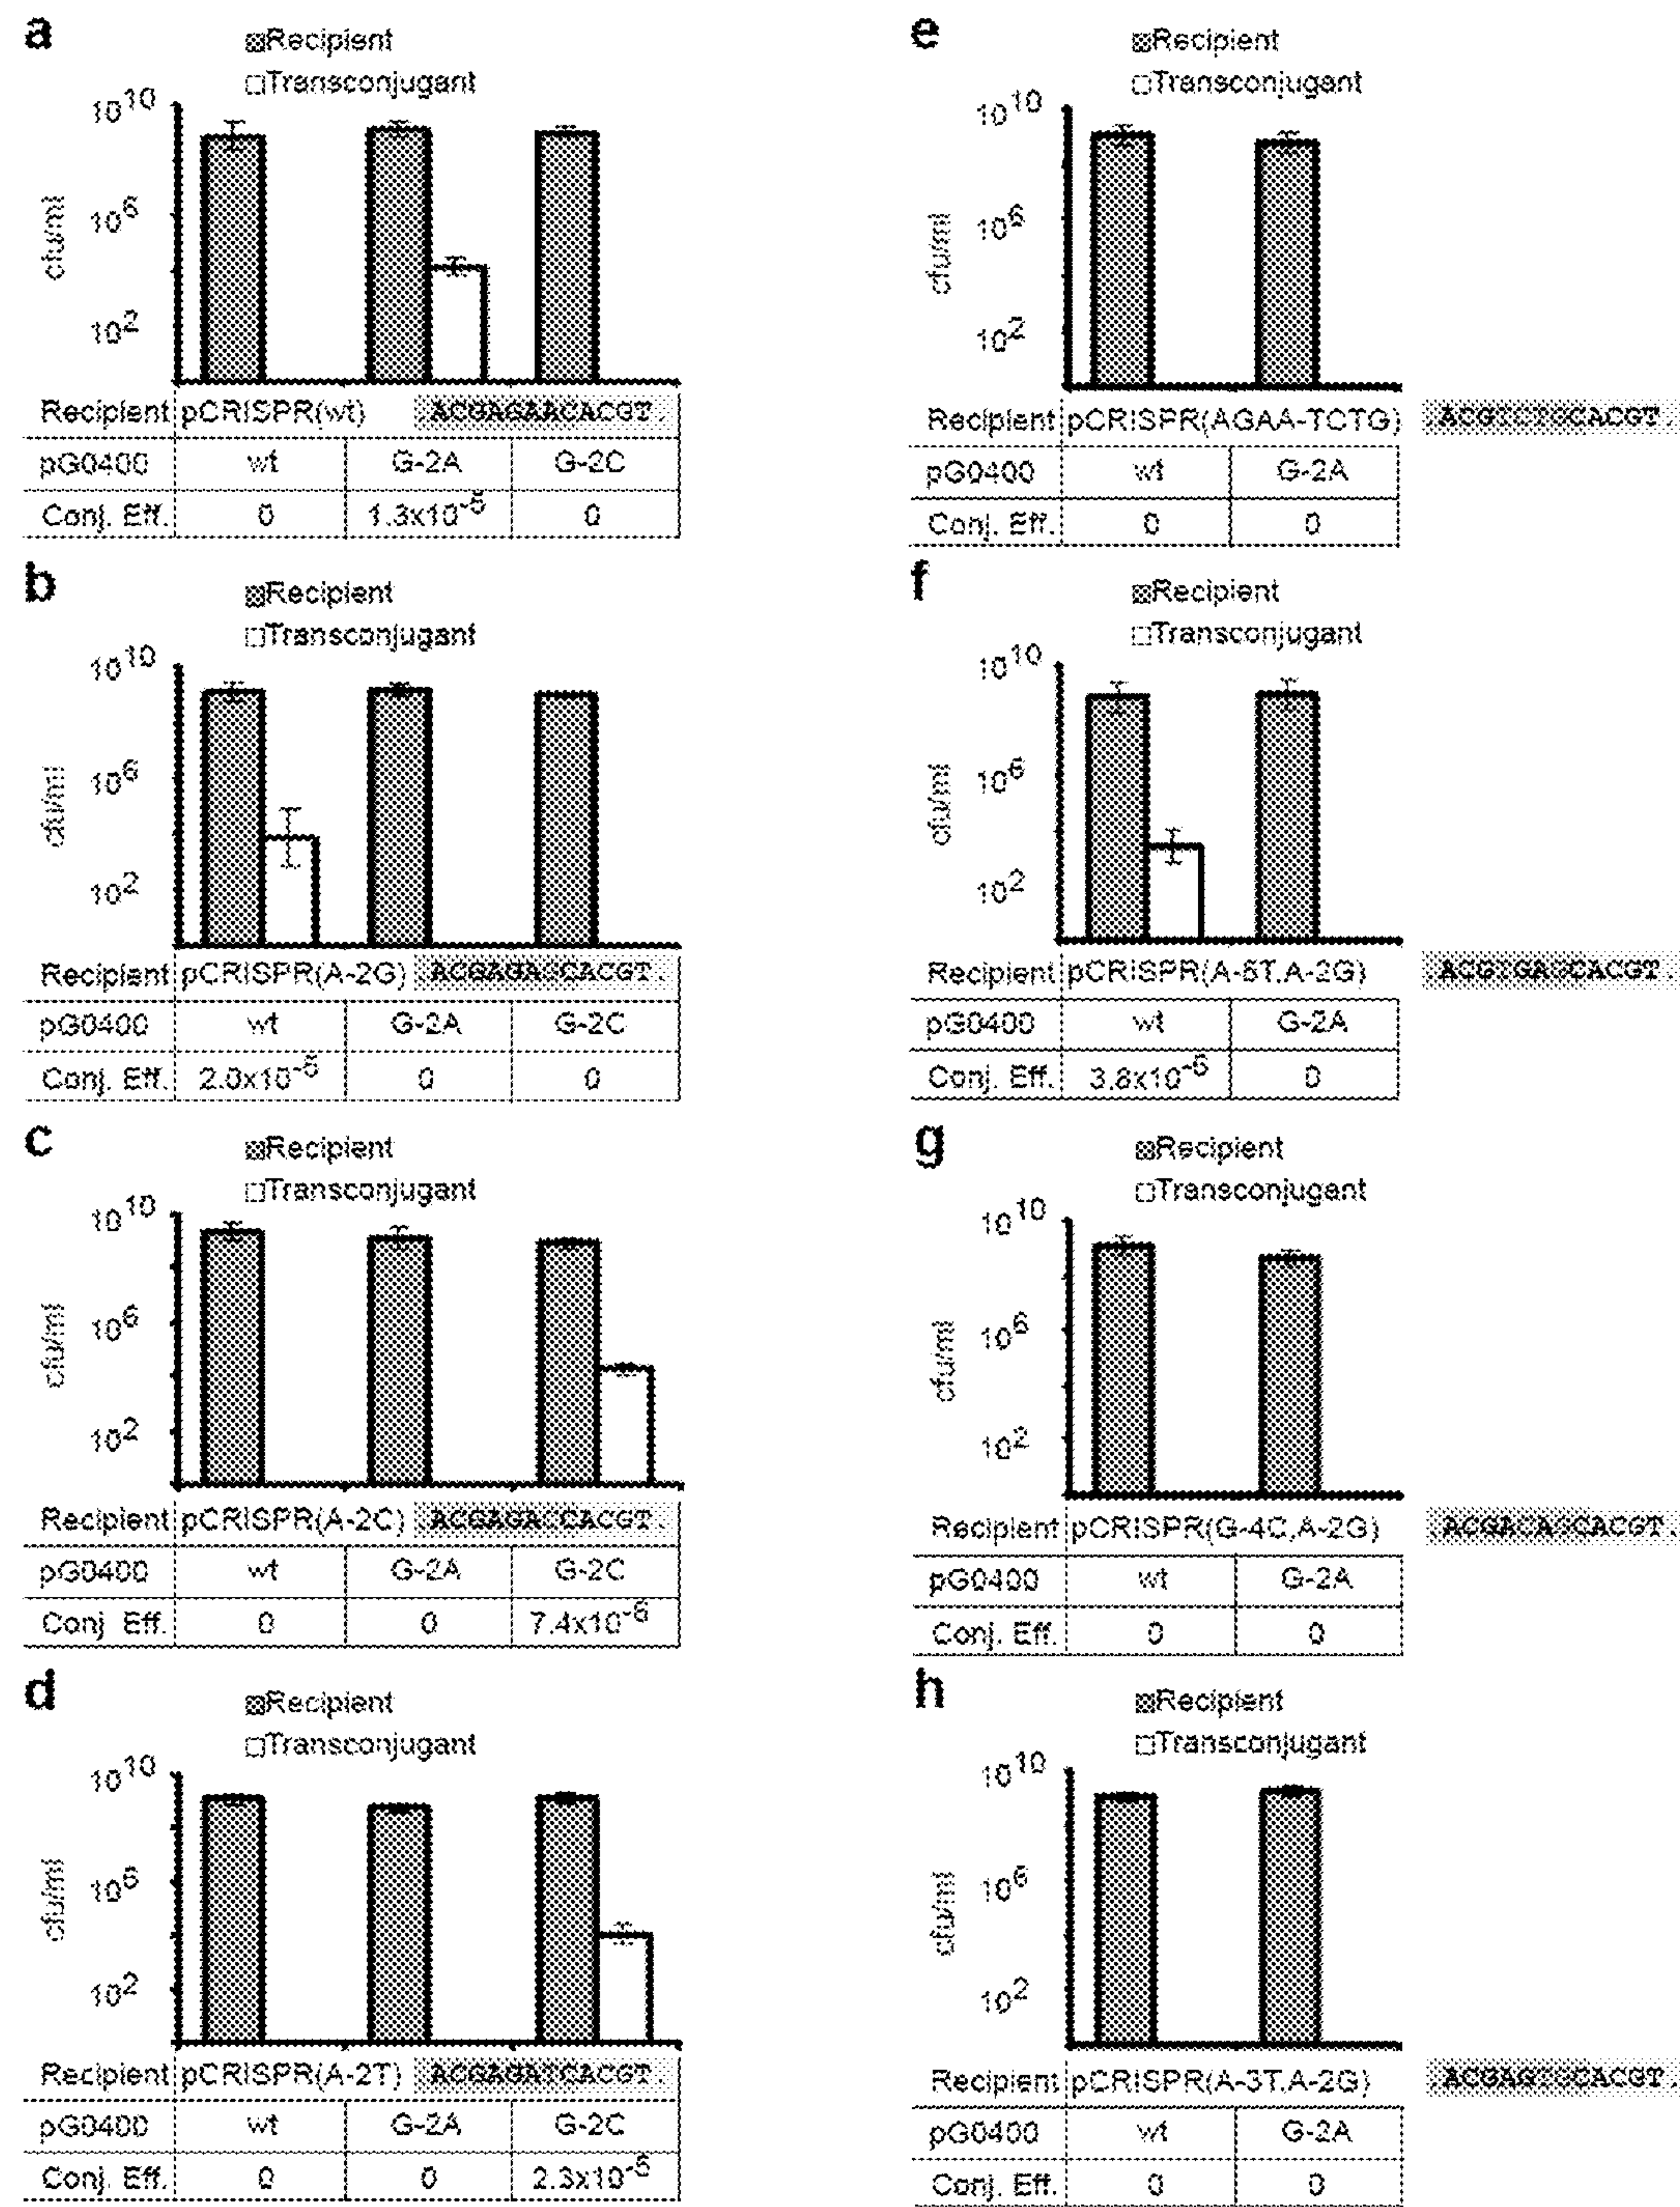 a
Recipient
Transconjugant
10^10
10^6
10^2
cfu/ml
Recipient pCRISPR(wt) ACGAGAACACGT.
pG0400 wt G-2A G-2C
Conj. Eff. 0 1.3x10^-5 0
b
Recipient
Transconjugant
10^10
10^6
10^2
cfu/ml
Recipient pCRISPR(A-2G) ACGAGAGCACGT.
pG0400 wt G-2A G-2C
Conj. Eff. 0 0
c
Recipient
Transconjugant
10^10
10^6
10^2
cfu/ml
Recipient pCRISPR(A-2C) ACGAGACCACGT.
pG0400 wt G-2A G-2C
Conj. Eff. 0 0 7.4x10^-6
d
Recipient
Transconjugant
10^10
10^6
10^2
cfu/ml
Recipient pCRISPR(A-2T) ACGAGATCACGT.
pG0400 wt G-2A G-2C
Conj. Eff. 0 0
e
Recipient
Transconjugant
10^10
10^6
10^2
cfu/ml
Recipient pCRISPR(AGAA-TCTG) ACGTCTGCACGT.
pG0400 wt G-2A
Conj. Eff. 0 0
f
Recipient
Transconjugant
10^10
10^6
10^2
cfu/ml
Recipient ACGTGAGCACGT.
pG0400 wt G-2A
Conj. Eff. 3.8x10^-6 0
g
Recipient
Transconjugant
10^10
10^6
10^2
cfu/ml
Recipient pCRISPR(G-4C,A-2G) ACGACAGCACGT.
pG0400 wt G-2A
Conj. Eff. 0 0
h
Recipient
Transconjugant
10^10
10^6
10^2
cfu/ml
Recipient pCRISPR(A-3T.A-2G) ACGAGTGCACGT.
pG0400 wt G-2A
Conj. Eff. 0 0